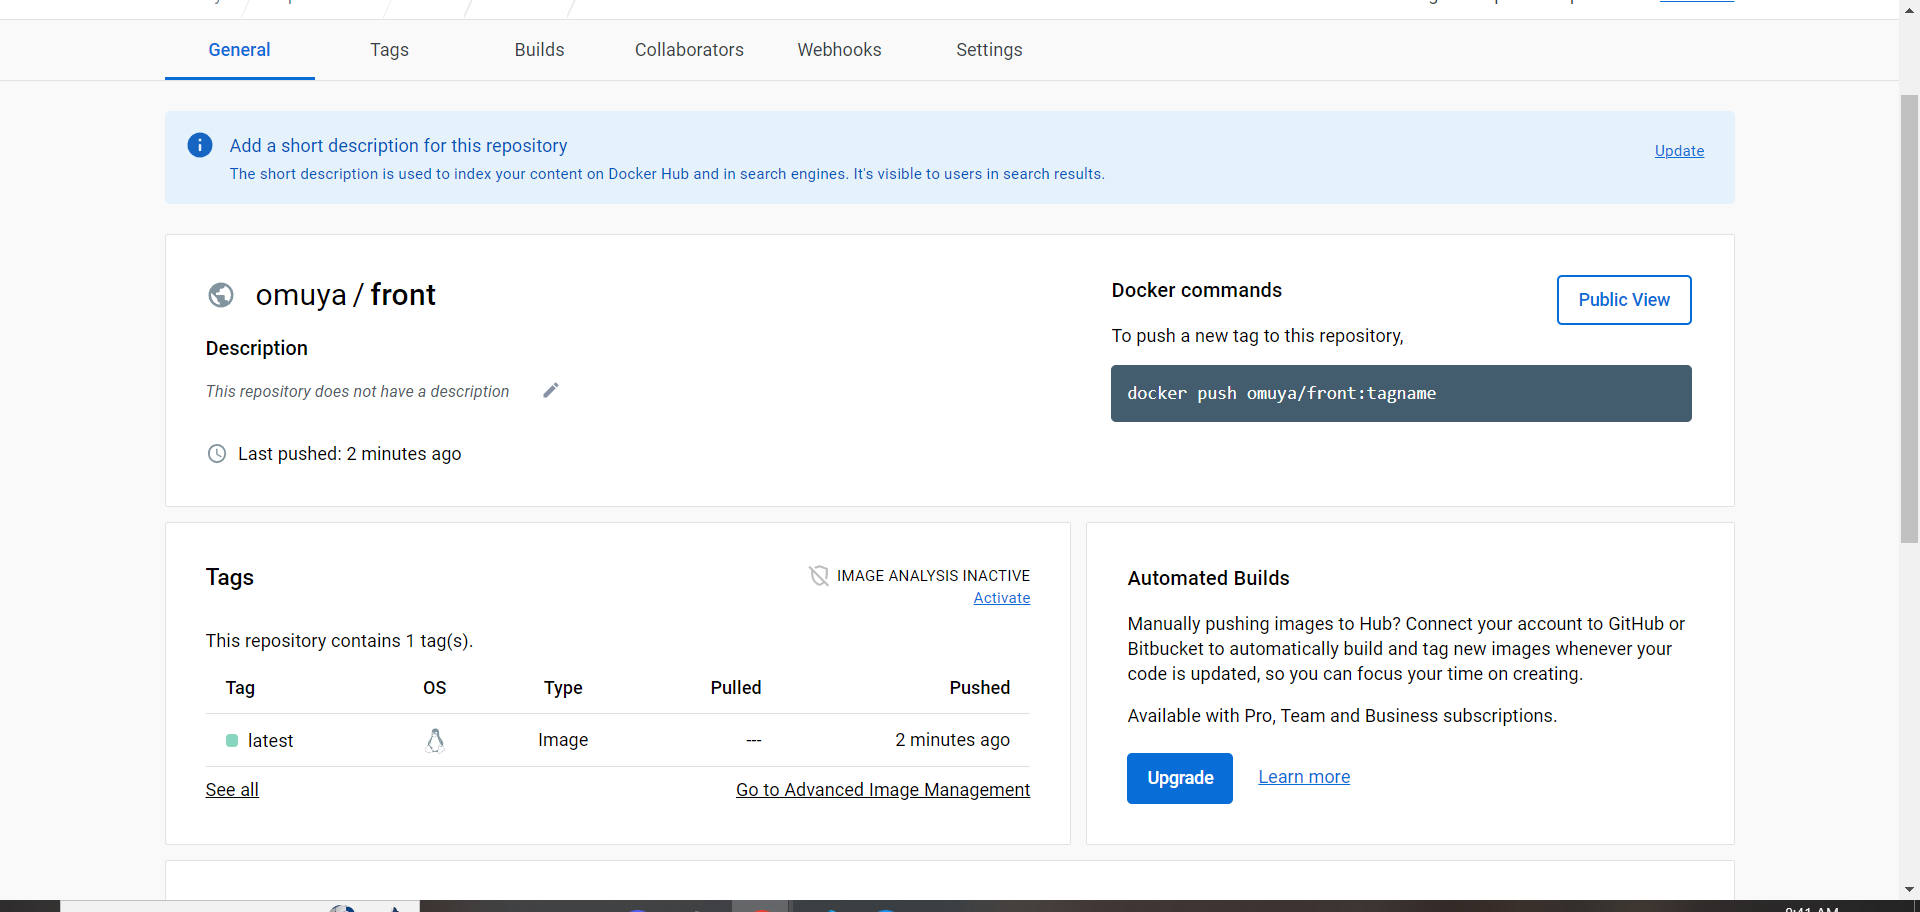 General
Tags
Builds
Collaborators
Webhooks
Settings
Add a short description for this repository
The short description is used to index your content on Docker Hub and in search engines. It's visible to users in search results.
Update
omuya / front
Description
This repository does not have a description
Last pushed: 2 minutes ago
Docker commands
Public View
To push a new tag to this repository,
docker push omuya/front:tagname
Tags
IMAGE ANALYSIS INACTIVE
Activate
This repository contains 1 tag(s).
Tag OS Type Pulled Pushed
latest Image --- 2 minutes ago
See all
Go to Advanced Image Management
Automated Builds
Manually pushing images to Hub? Connect your account to GitHub or
Bitbucket to automatically build and tag new images whenever your
code is updated, so you can focus your time on creating.
Available with Pro, Team and Business subscriptions.
Upgrade
Learn more